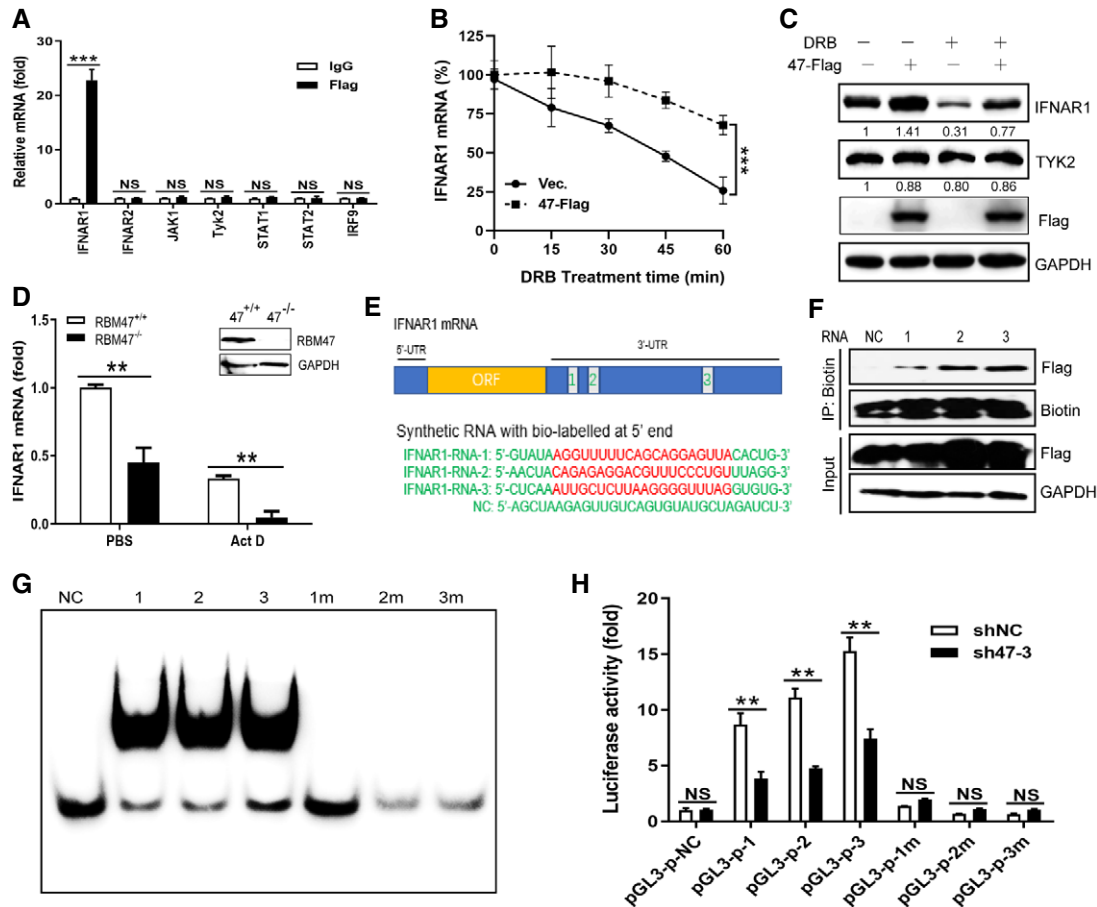 A
Relative mRNA (fold)
30
20
10
0
***
NS
NS
NS
NS
NS
NS
IgG
Flag
IFNAR1
IFNAR2
JAK1
Tyk2
STAT1
STAT2
IRF9
B
IFNAR1 mRNA (%)
125
100
75
50
25
0
Vec.
47-Flag
***
0 15 30 45 60
DRB Treatment time (min)
C
DRB − − + +
47-Flag − + − +
IFNAR1
1 1.41 0.31 0.77
TYK2
1 0.88 0.80 0.86
Flag
GAPDH
D
IFNAR1 mRNA (fold)
1.5
1.0
0.5
0.0
RBM47+/+
RBM47-/-
**
**
PBS Act D
47+/+ 47-/-
RBM47
GAPDH
E
IFNAR1 mRNA
5'-UTR 3'-UTR
ORF 1 2 3
Synthetic RNA with bio-labelled at 5' end
IFNAR1-RNA-1: 5'-GUAUAAGGUUUUUCAGCAGGAGUUACACUG-3'
IFNAR1-RNA-2: 5'-AACUACAGAGAGGACGUUUCCCUGUUUAGG-3'
IFNAR1-RNA-3: 5'-CUCAAAUUGCUCUUAAGGGGUUUAGGUGUG-3'
NC: 5'-AGCUAAGAGUUGUCAGUGUAUGCUAGAUCU-3'
F
RNA NC 1 2 3
IP: Biotin
Flag
Biotin
Input
Flag
GAPDH
G
NC 1 2 3 1m 2m 3m
H
Luciferase activity (fold)
20
15
10
5
0
NS
**
**
**
NS
NS
NS
shNC
sh47-3
pGL3-p-NC
pGL3-p-1
pGL3-p-2
pGL3-p-3
pGL3-p-1m
pGL3-p-2m
pGL3-p-3m